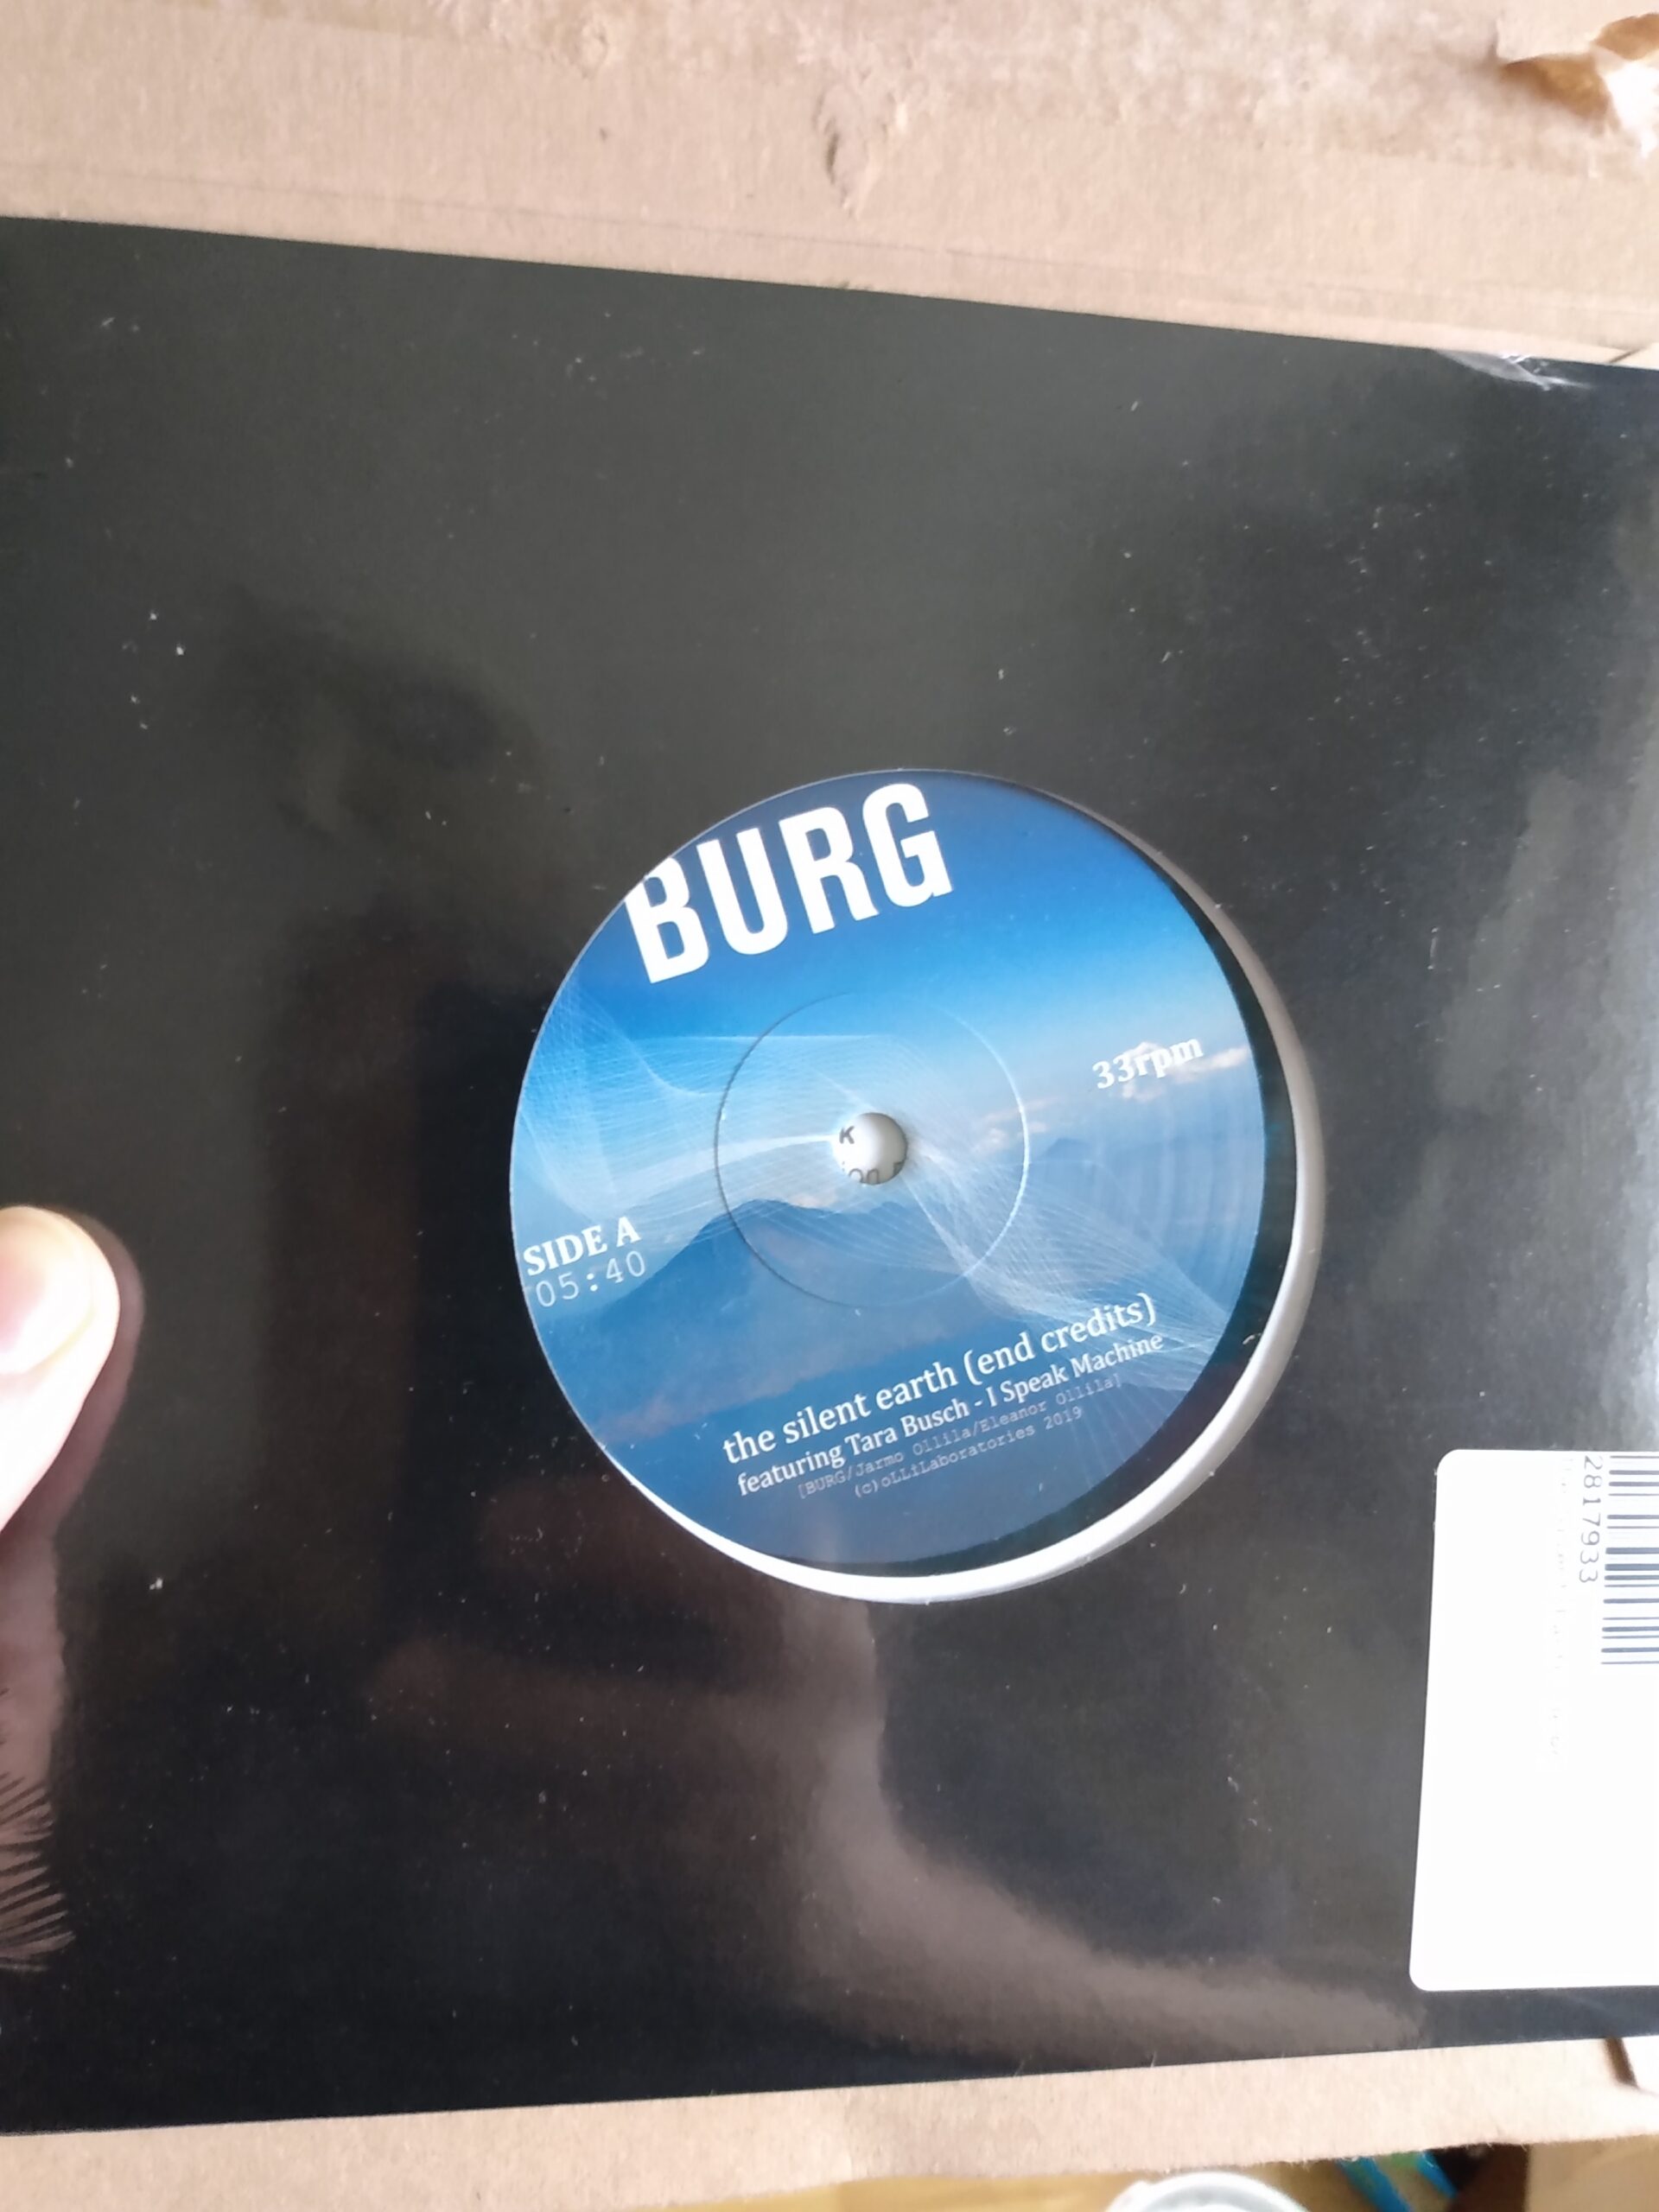 BURG
33rpm
SIDE A
05:40
the silent earth (end credits)
featuring Tara Busch - I Speak Machine
[BURG/Jarmo Ollila/Eleanor Ollila]
(c)oLLiLaboratories 2019
2817933